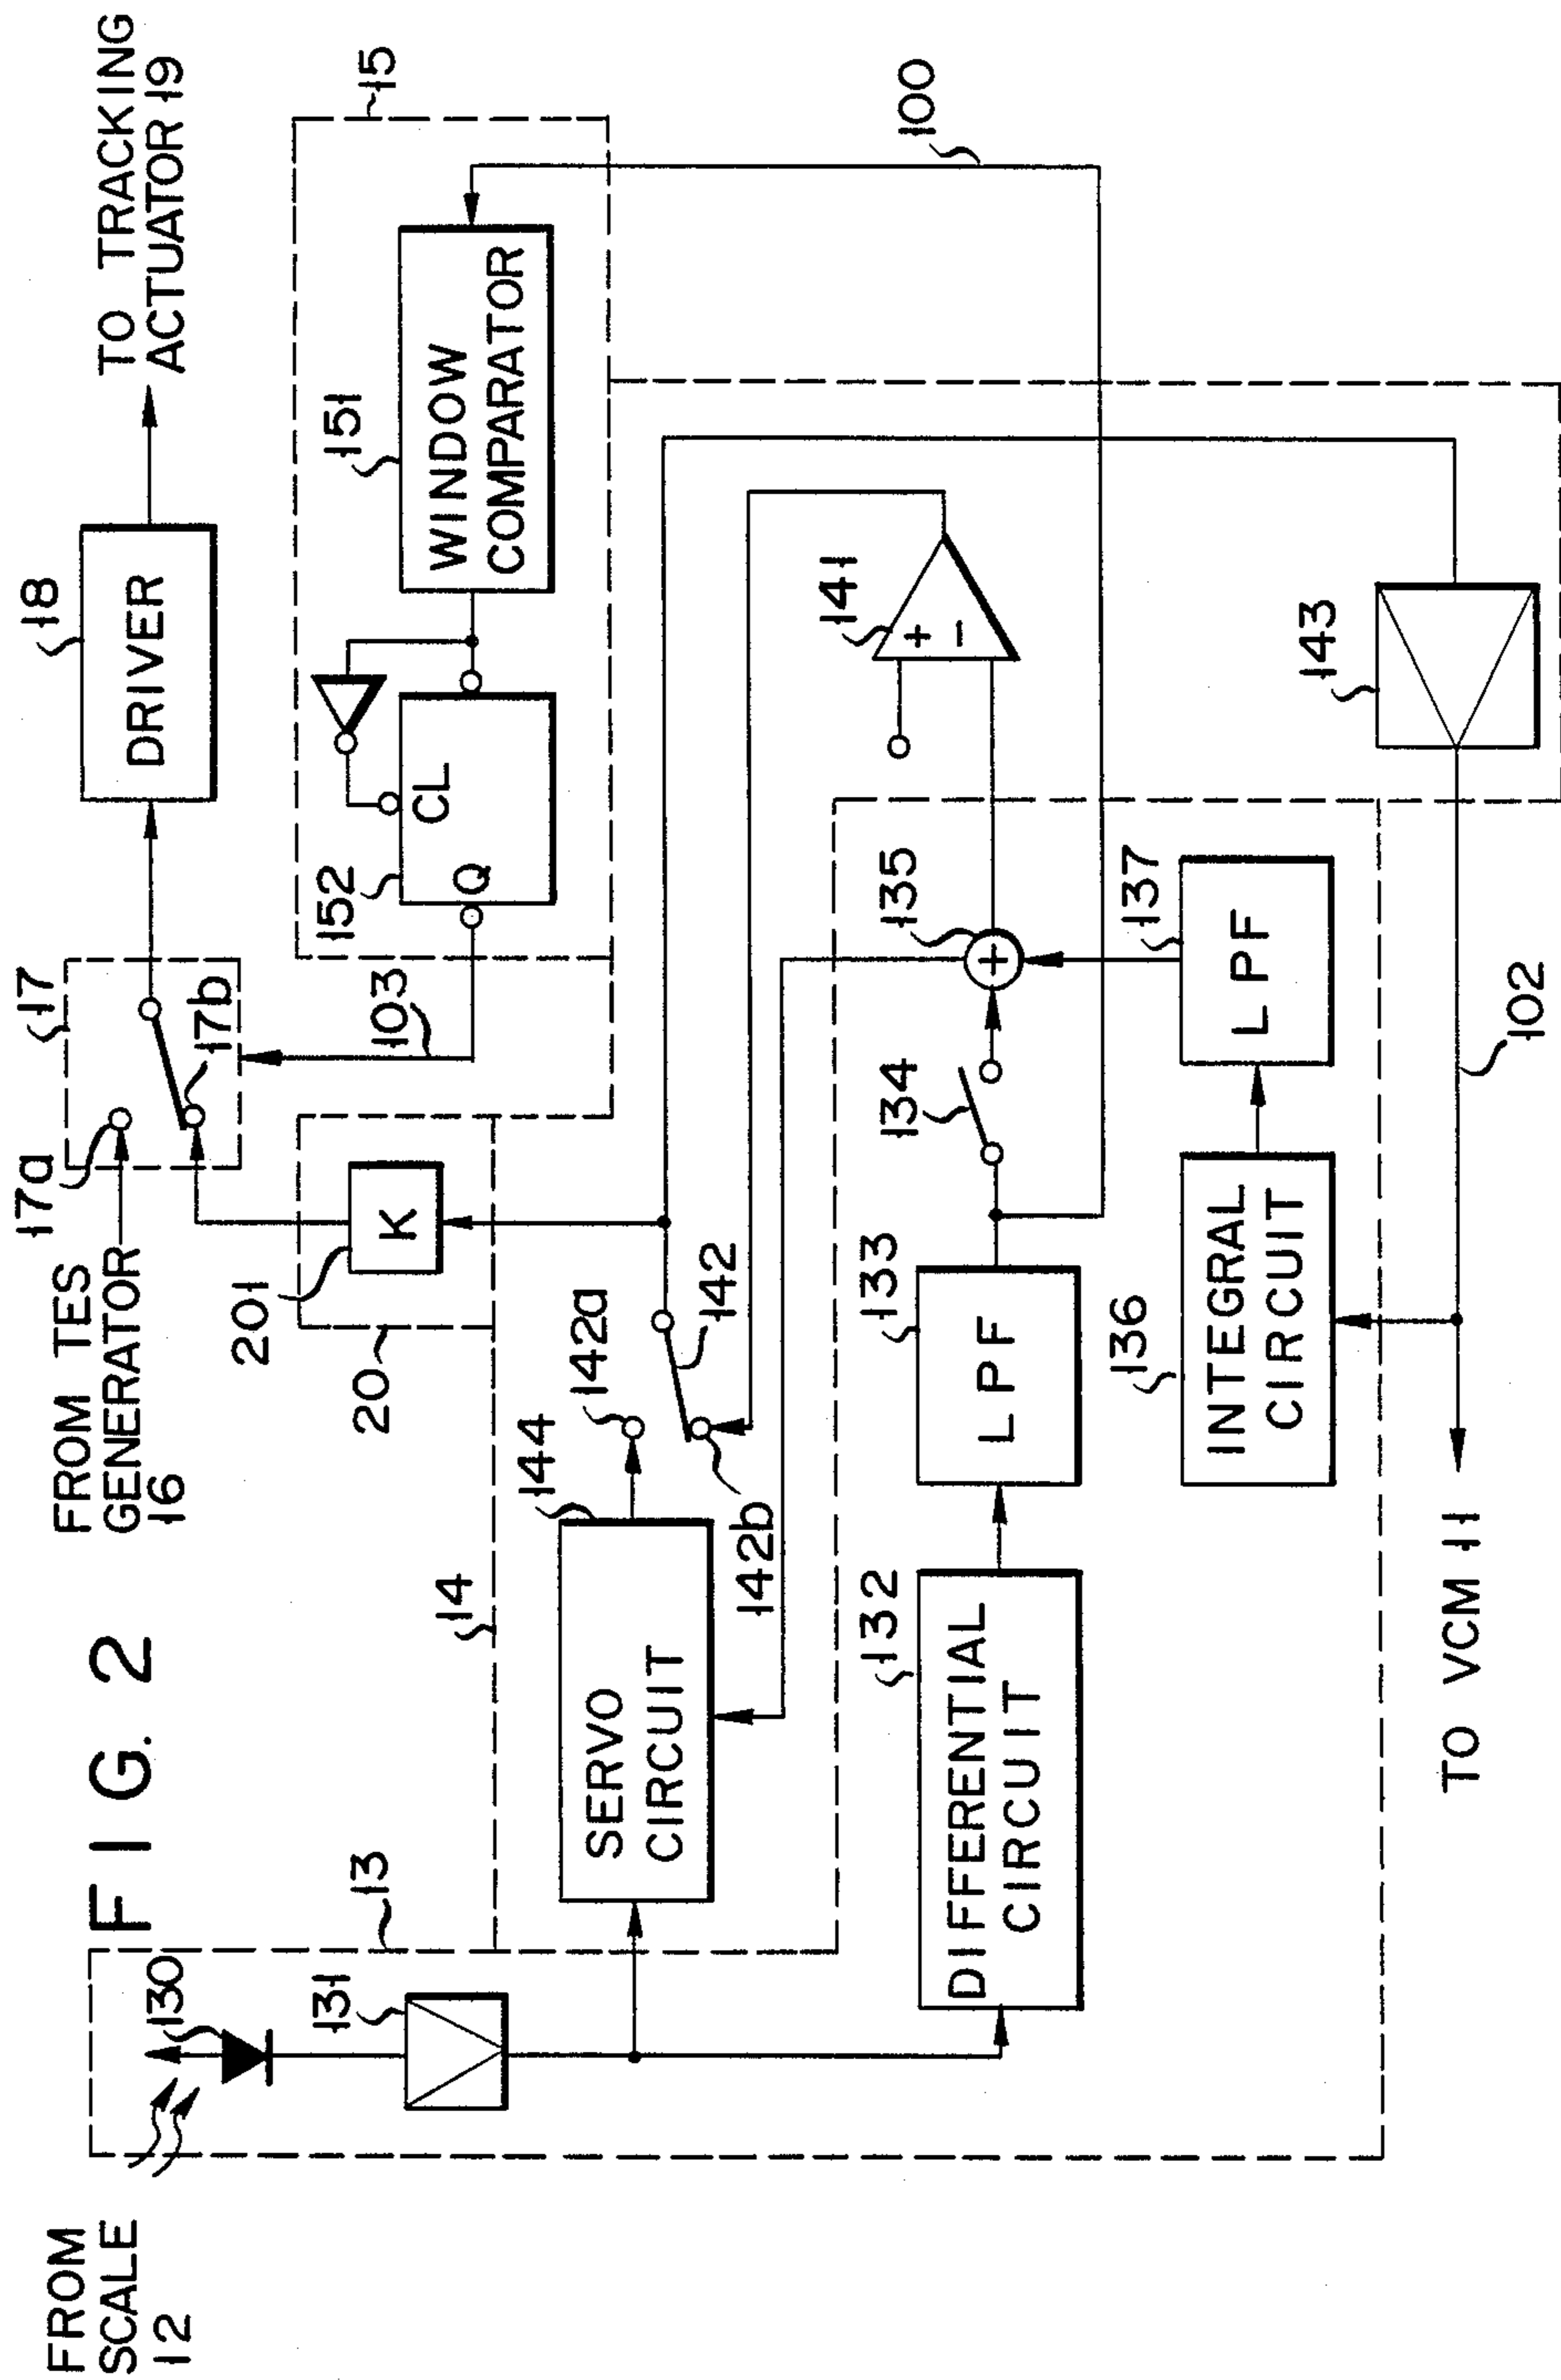 FIG. 2
FROM
SCALE
12
130
131
13
14
FROM TES
GENERATOR
16
17a
17
17b
103
18
DRIVER
TO TRACKING
ACTUATOR 19
201
K
20
152
CL
Q
151
WINDOW
COMPARATOR
15
100
SERVO
CIRCUIT
144
142a
142
142b
141
+
−
132
DIFFERENTIAL
CIRCUIT
133
LPF
134
135
+
136
INTEGRAL
CIRCUIT
137
LPF
143
102
TO VCM 11